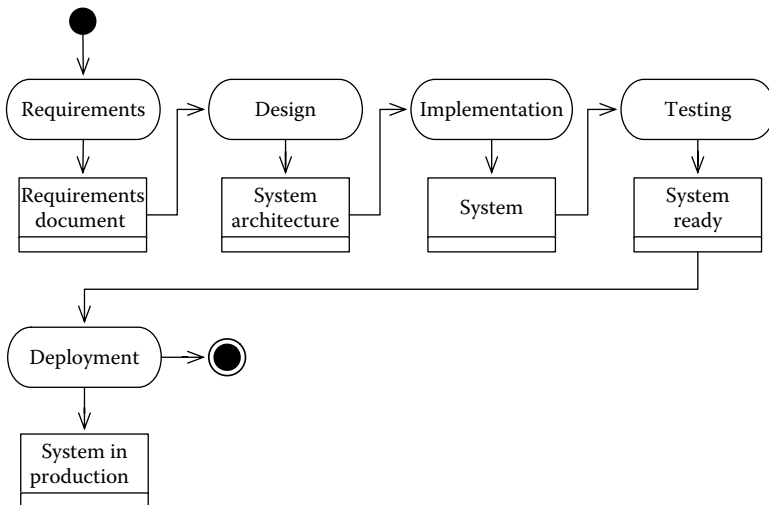 Requirements
Design
Implementation
Testing
Requirements
document
System
architecture
System
System
ready
Deployment
System in
production